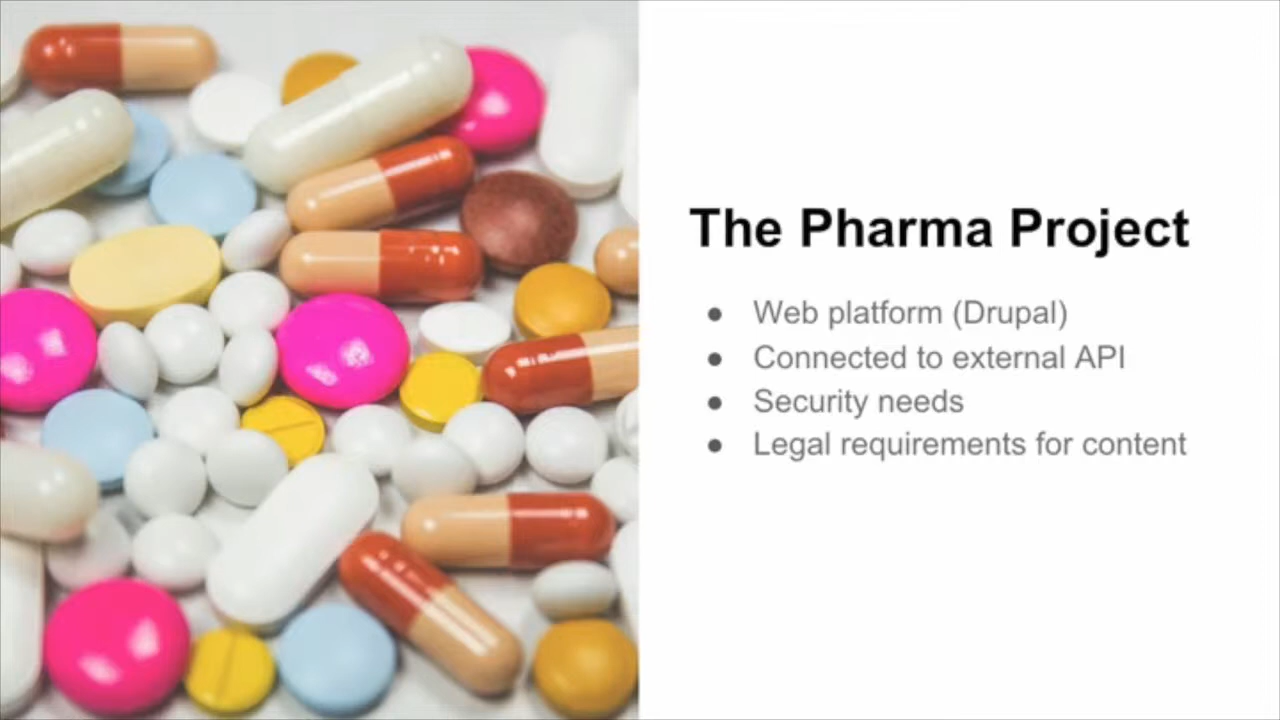 The Pharma Project
● Web platform (Drupal)
● Connected to external API
● Security needs
● Legal requirements for content